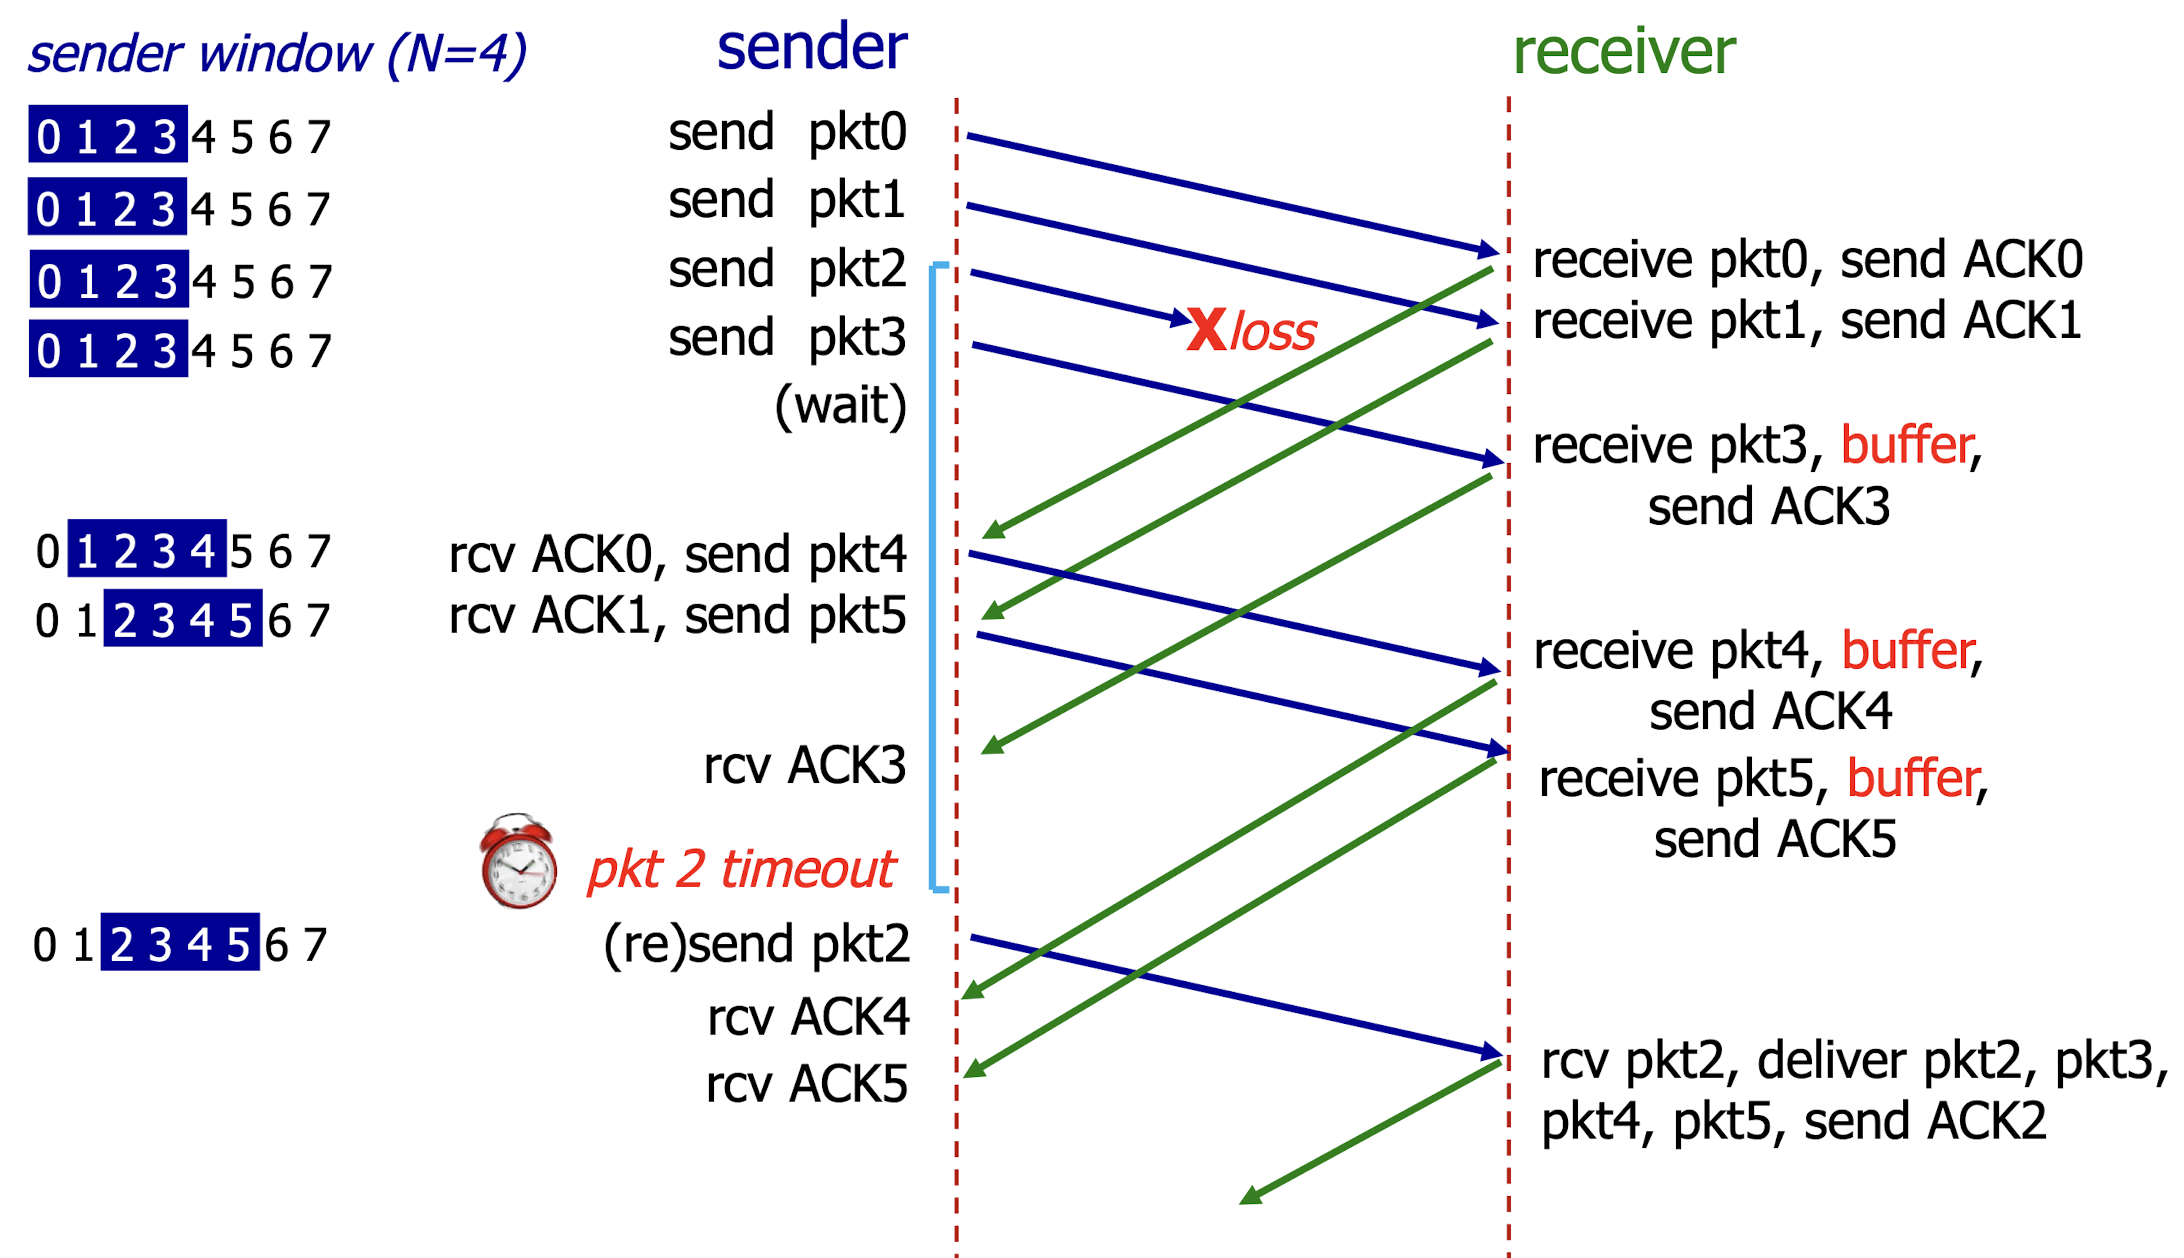 sender window (N=4)
sender
receiver
0 1 2 3 4 5 6 7
send pkt0
0 1 2 3 4 5 6 7
send pkt1
0 1 2 3 4 5 6 7
send pkt2
receive pkt0, send ACK0
0 1 2 3 4 5 6 7
send pkt3
X loss
receive pkt1, send ACK1
(wait)
receive pkt3, buffer,
send ACK3
0 1 2 3 4 5 6 7
rcv ACK0, send pkt4
0 1 2 3 4 5 6 7
rcv ACK1, send pkt5
receive pkt4, buffer,
send ACK4
rcv ACK3
receive pkt5, buffer,
send ACK5
pkt 2 timeout
0 1 2 3 4 5 6 7
(re)send pkt2
rcv ACK4
rcv ACK5
rcv pkt2, deliver pkt2, pkt3,
pkt4, pkt5, send ACK2